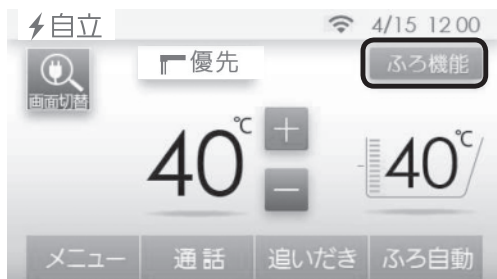 自立 4/15 12 00
優先 ふろ機能
画面切替
40℃ + 40℃
−
メニュー 通話 追いだき ふろ自動